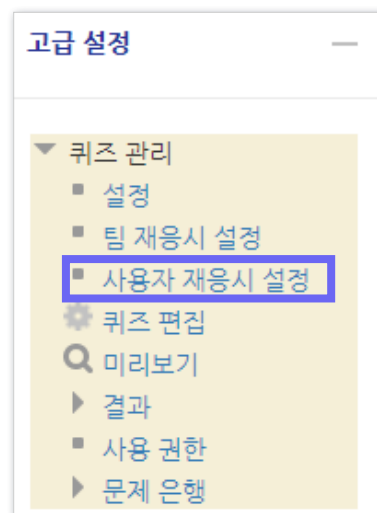 고급 설정
퀴즈 관리
설정
팀 재응시 설정
사용자 재응시 설정
퀴즈 편집
미리보기
결과
사용 권한
문제 은행